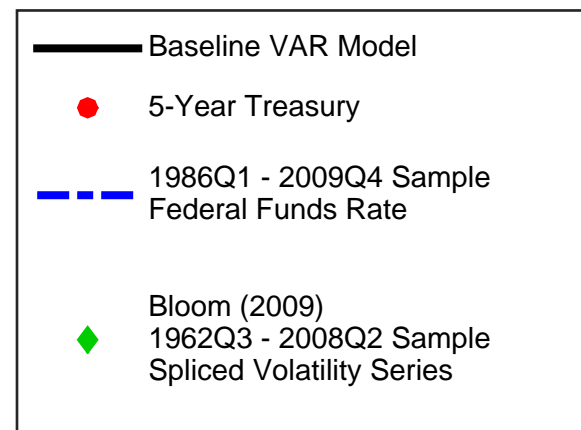 Baseline VAR Model
5-Year Treasury
1986Q1 - 2009Q4 Sample
Federal Funds Rate
Bloom (2009)
1962Q3 - 2008Q2 Sample
Spliced Volatility Series